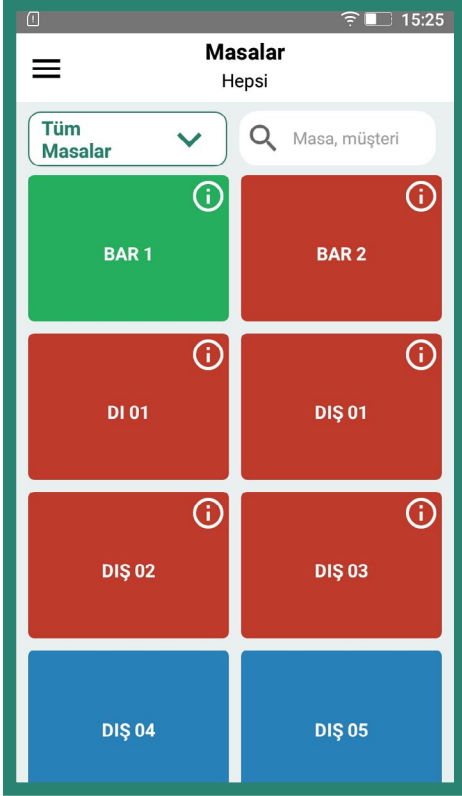 15:25
Masalar
Hepsi
Tüm
Masalar
Masa, müşteri
BAR 1
BAR 2
DI 01
DIŞ 01
DIŞ 02
DIŞ 03
DIŞ 04
DIŞ 05